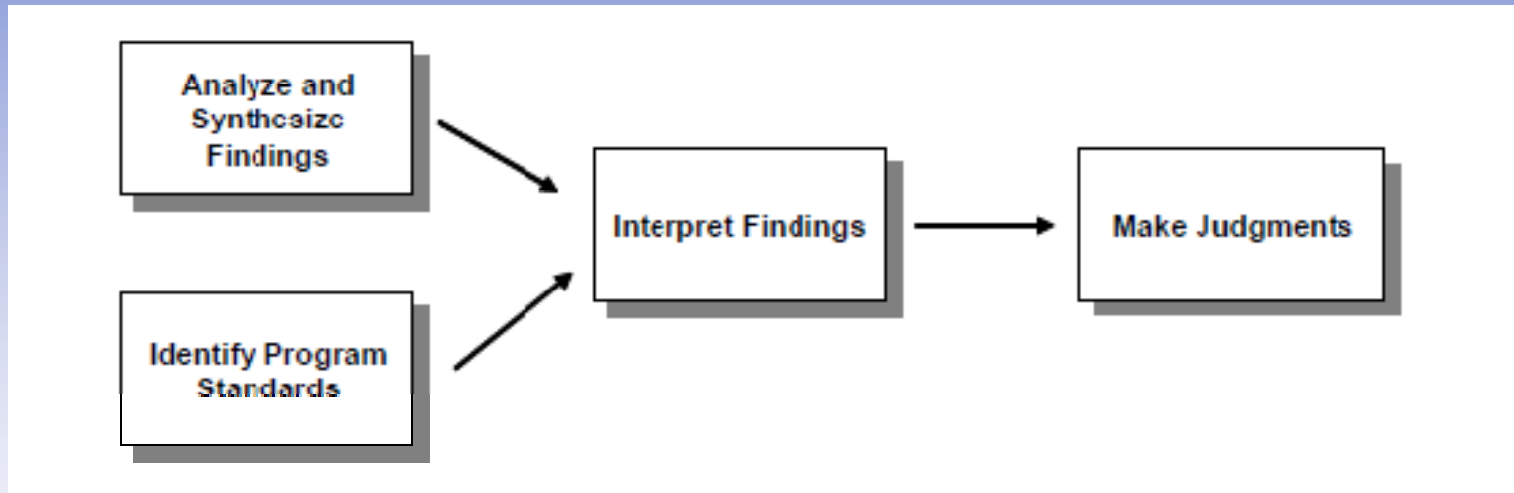 Analyze and
Synthesize
Findings
Identify Program
Standards
Interpret Findings
Make Judgments